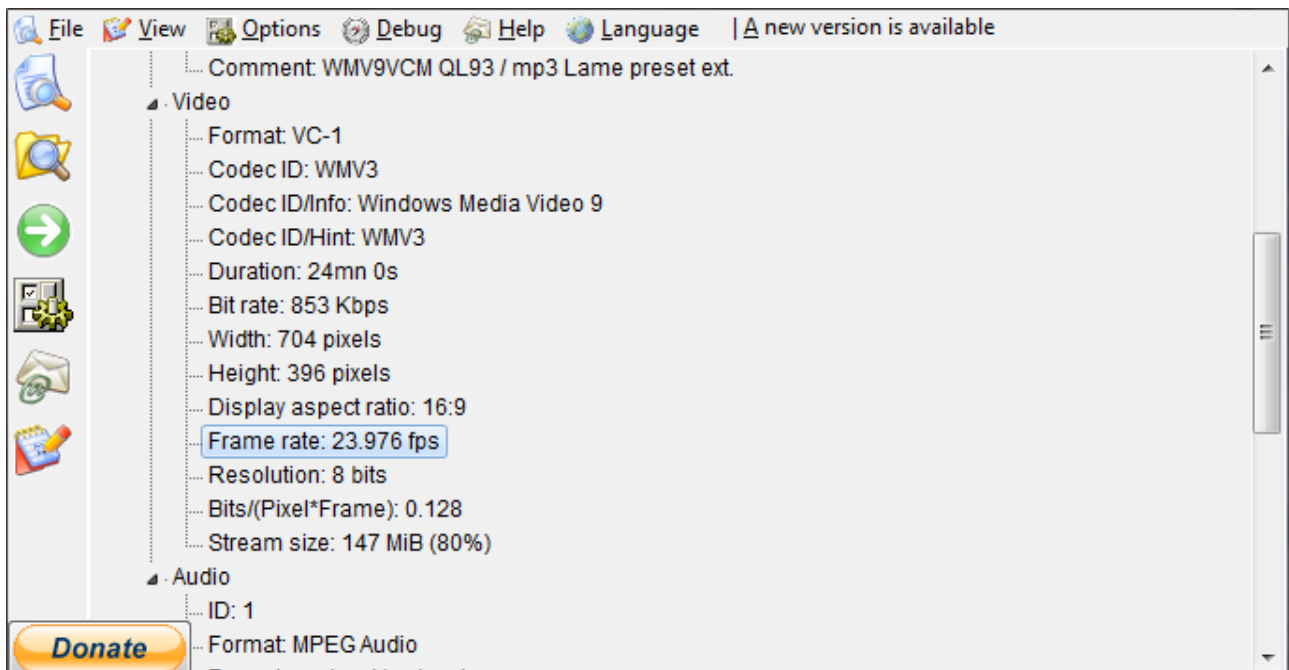 File View Options Debug Help Language | A new version is available
Comment: WMV9VCM QL93 / mp3 Lame preset ext.
Video
Format: VC-1
Codec ID: WMV3
Codec ID/Info: Windows Media Video 9
Codec ID/Hint: WMV3
Duration: 24mn 0s
Bit rate: 853 Kbps
Width: 704 pixels
Height: 396 pixels
Display aspect ratio: 16:9
Frame rate: 23.976 fps
Resolution: 8 bits
Bits/(Pixel*Frame): 0.128
Stream size: 147 MiB (80%)
Audio
ID: 1
Format: MPEG Audio
Donate